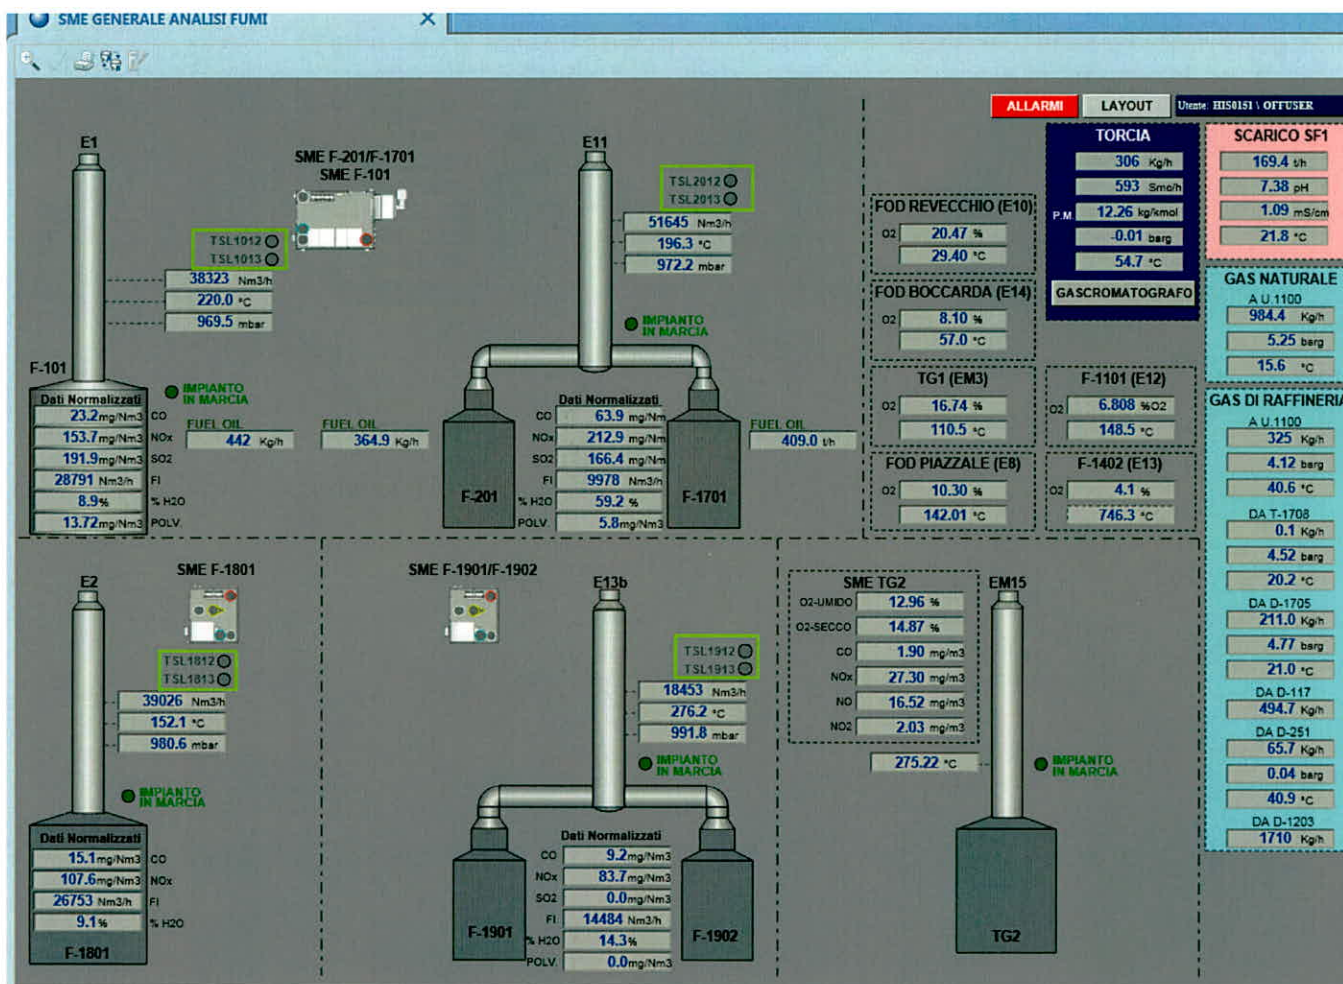 SME GENERALE ANALISI FUMI
ALLARMI
LAYOUT
Utente: HIS0151 \ OFFUSER
E1
SME F-201/F-1701
SME F-101
TSL1012
TSL1013
38323 Nm3/h
220.0 °C
969.5 mbar
F-101
IMPIANTO
IN MARCIA
Dati Normalizzati
23.2 mg/Nm3 CO
153.7 mg/Nm3 NOx
191.9 mg/Nm3 SO2
28791 Nm3/h FI
8.9 % % H2O
13.72 mg/Nm3 POLV.
FUEL OIL
442 Kg/h
E11
TSL2012
TSL2013
51645 Nm3/h
196.3 °C
972.2 mbar
IMPIANTO
IN MARCIA
FUEL OIL
364.9 Kg/h
Dati Normalizzati
CO 63.9 mg/Nm
NOx 212.9 mg/Nm
SO2 166.4 mg/Nm
FI 9978 Nm3/h
% H2O 59.2 %
POLV. 5.8 mg/Nm3
F-201
F-1701
FUEL OIL
409.0 t/h
FOD REVECCHIO (E10)
O2 20.47 %
29.40 °C
FOD BOCCARDA (E14)
O2 8.10 %
57.0 °C
TG1 (EM3)
O2 16.74 %
110.5 °C
FOD PIAZZALE (E8)
O2 10.30 %
142.01 °C
TORCIA
306 Kg/h
593 Smc/h
P.M 12.26 kg/kmol
-0.01 barg
54.7 °C
GASCROMATOGRAFO
F-1101 (E12)
O2 6.808 %O2
148.5 °C
F-1402 (E13)
O2 4.1 %
746.3 °C
SCARICO SF1
169.4 t/h
7.38 pH
1.09 mS/cm
21.8 °C
GAS NATURALE
A U.1100
984.4 Kg/h
5.25 barg
15.6 °C
GAS DI RAFFINERIA
A U.1100
325 Kg/h
4.12 barg
40.6 °C
DA T-1708
0.1 Kg/h
4.52 barg
20.2 °C
DA D-1705
211.0 Kg/h
4.77 barg
21.0 °C
DA D-117
494.7 Kg/h
DA D-251
65.7 Kg/h
0.04 barg
40.9 °C
DA D-1203
1710 Kg/h
E2
SME F-1801
TSL1812
TSL1813
39026 Nm3/h
152.1 °C
980.6 mbar
IMPIANTO
IN MARCIA
Dati Normalizzati
15.1 mg/Nm3 CO
107.6 mg/Nm3 NOx
26753 Nm3/h FI
9.1 % % H2O
F-1801
SME F-1901/F-1902
E13b
TSL1912
TSL1913
18453 Nm3/h
276.2 °C
991.8 mbar
IMPIANTO
IN MARCIA
Dati Normalizzati
CO 9.2 mg/Nm3
NOx 83.7 mg/Nm3
SO2 0.0 mg/Nm3
FI 14484 Nm3/h
% H2O 14.3 %
POLV. 0.0 mg/Nm3
F-1901
F-1902
SME TG2
O2-UMIDO 12.96 %
O2-SECCO 14.87 %
CO 1.90 mg/m3
NOx 27.30 mg/m3
NO 16.52 mg/m3
NO2 2.03 mg/m3
EM15
275.22 °C
IMPIANTO
IN MARCIA
TG2